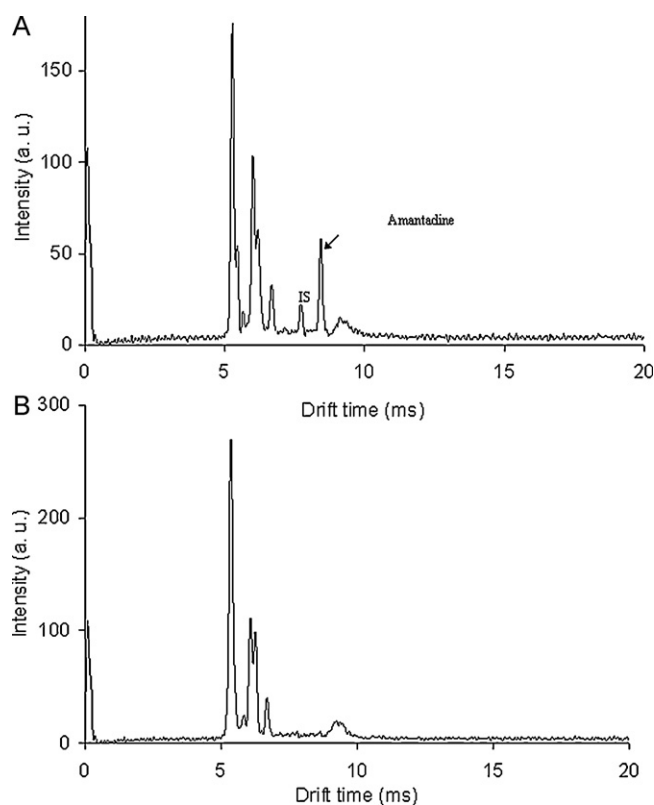 A
Intensity (a. u.)
150
100
50
0
Amantadine
IS
0 5 10 15 20
Drift time (ms)
B
Intensity (a. u.)
300
200
100
0
0 5 10 15 20
Drift time (ms)